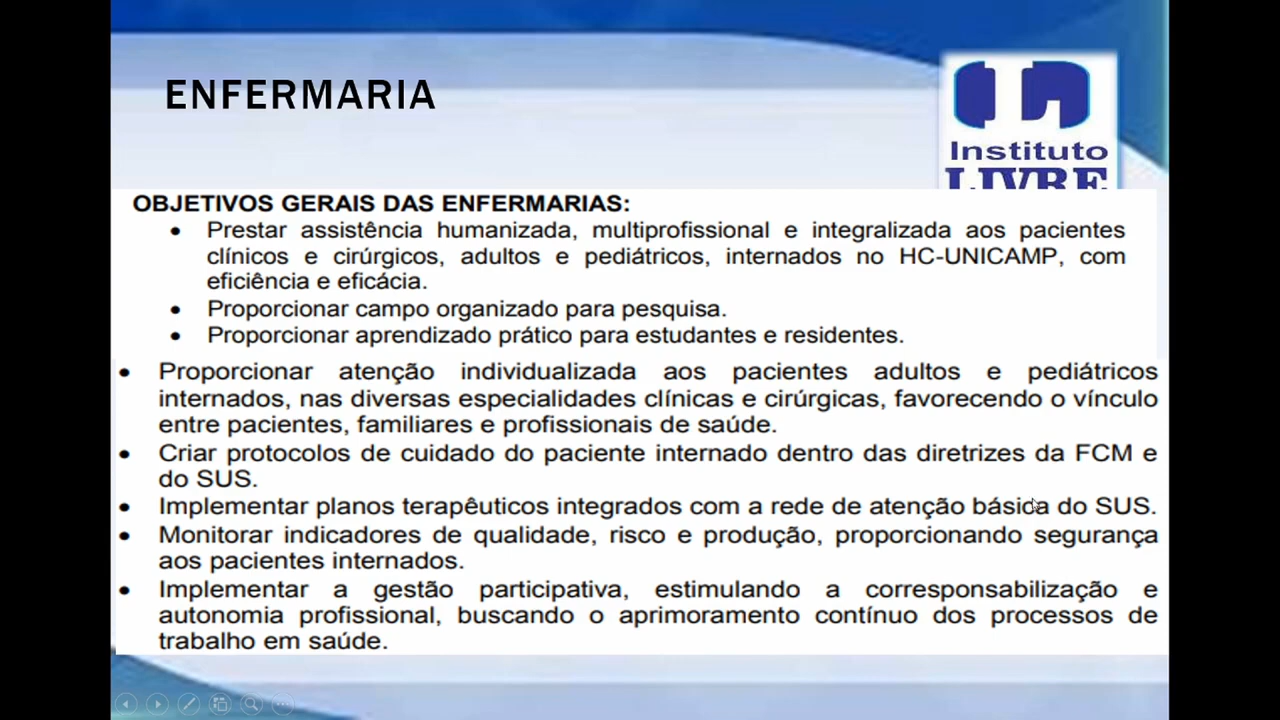 ENFERMARIA
Instituto
LIVRE
OBJETIVOS GERAIS DAS ENFERMARIAS:
• Prestar assistência humanizada, multiprofissional e integralizada aos pacientes
clínicos e cirúrgicos, adultos e pediátricos, internados no HC-UNICAMP, com
eficiência e eficácia.
• Proporcionar campo organizado para pesquisa.
• Proporcionar aprendizado prático para estudantes e residentes.
• Proporcionar atenção individualizada aos pacientes adultos e pediátricos
internados, nas diversas especialidades clínicas e cirúrgicas, favorecendo o vínculo
entre pacientes, familiares e profissionais de saúde.
• Criar protocolos de cuidado do paciente internado dentro das diretrizes da FCM e
do SUS.
• Implementar planos terapêuticos integrados com a rede de atenção básica do SUS.
• Monitorar indicadores de qualidade, risco e produção, proporcionando segurança
aos pacientes internados.
• Implementar a gestão participativa, estimulando a corresponsabilização e
autonomia profissional, buscando o aprimoramento contínuo dos processos de
trabalho em saúde.